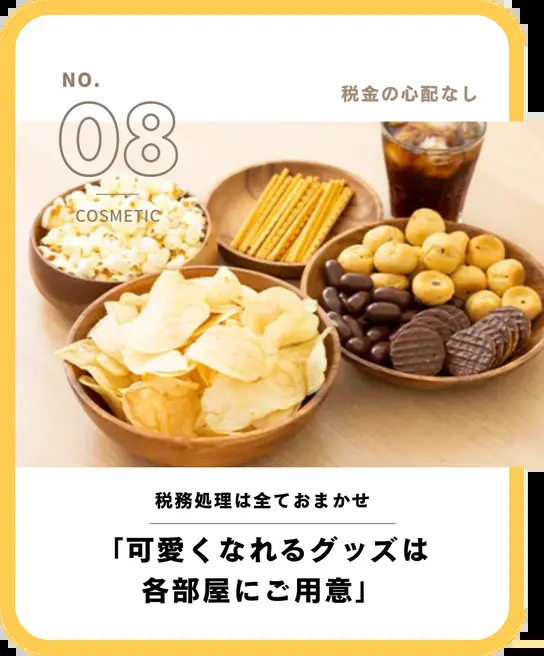 NO.
08
COSMETIC
税金の心配なし
税務処理は全ておまかせ
「可愛くなれるグッズは
各部屋にご用意」